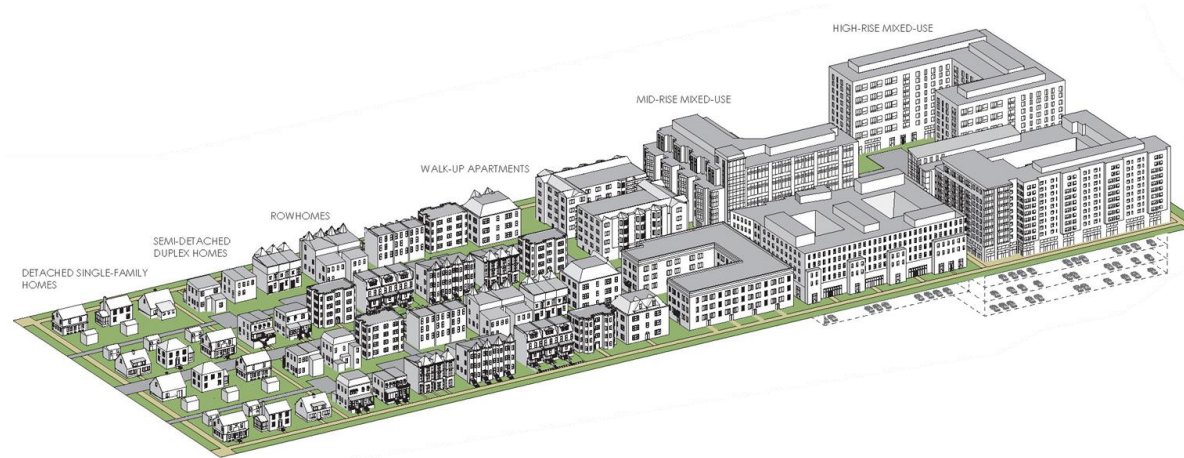 HIGH-RISE MIXED-USE
MID-RISE MIXED-USE
WALK-UP APARTMENTS
ROWHOMES
SEMI-DETACHED
DUPLEX HOMES
DETACHED SINGLE-FAMILY
HOMES